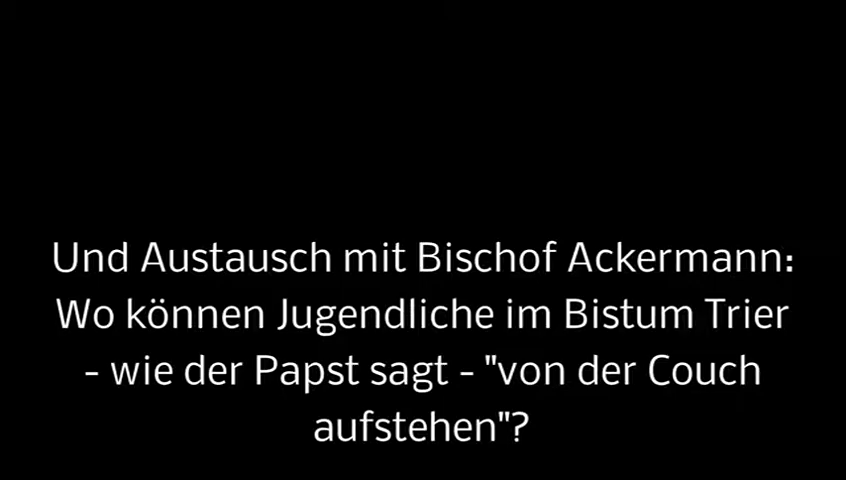 Und Austausch mit Bischof Ackermann:
Wo können Jugendliche im Bistum Trier
- wie der Papst sagt - "von der Couch
aufstehen"?